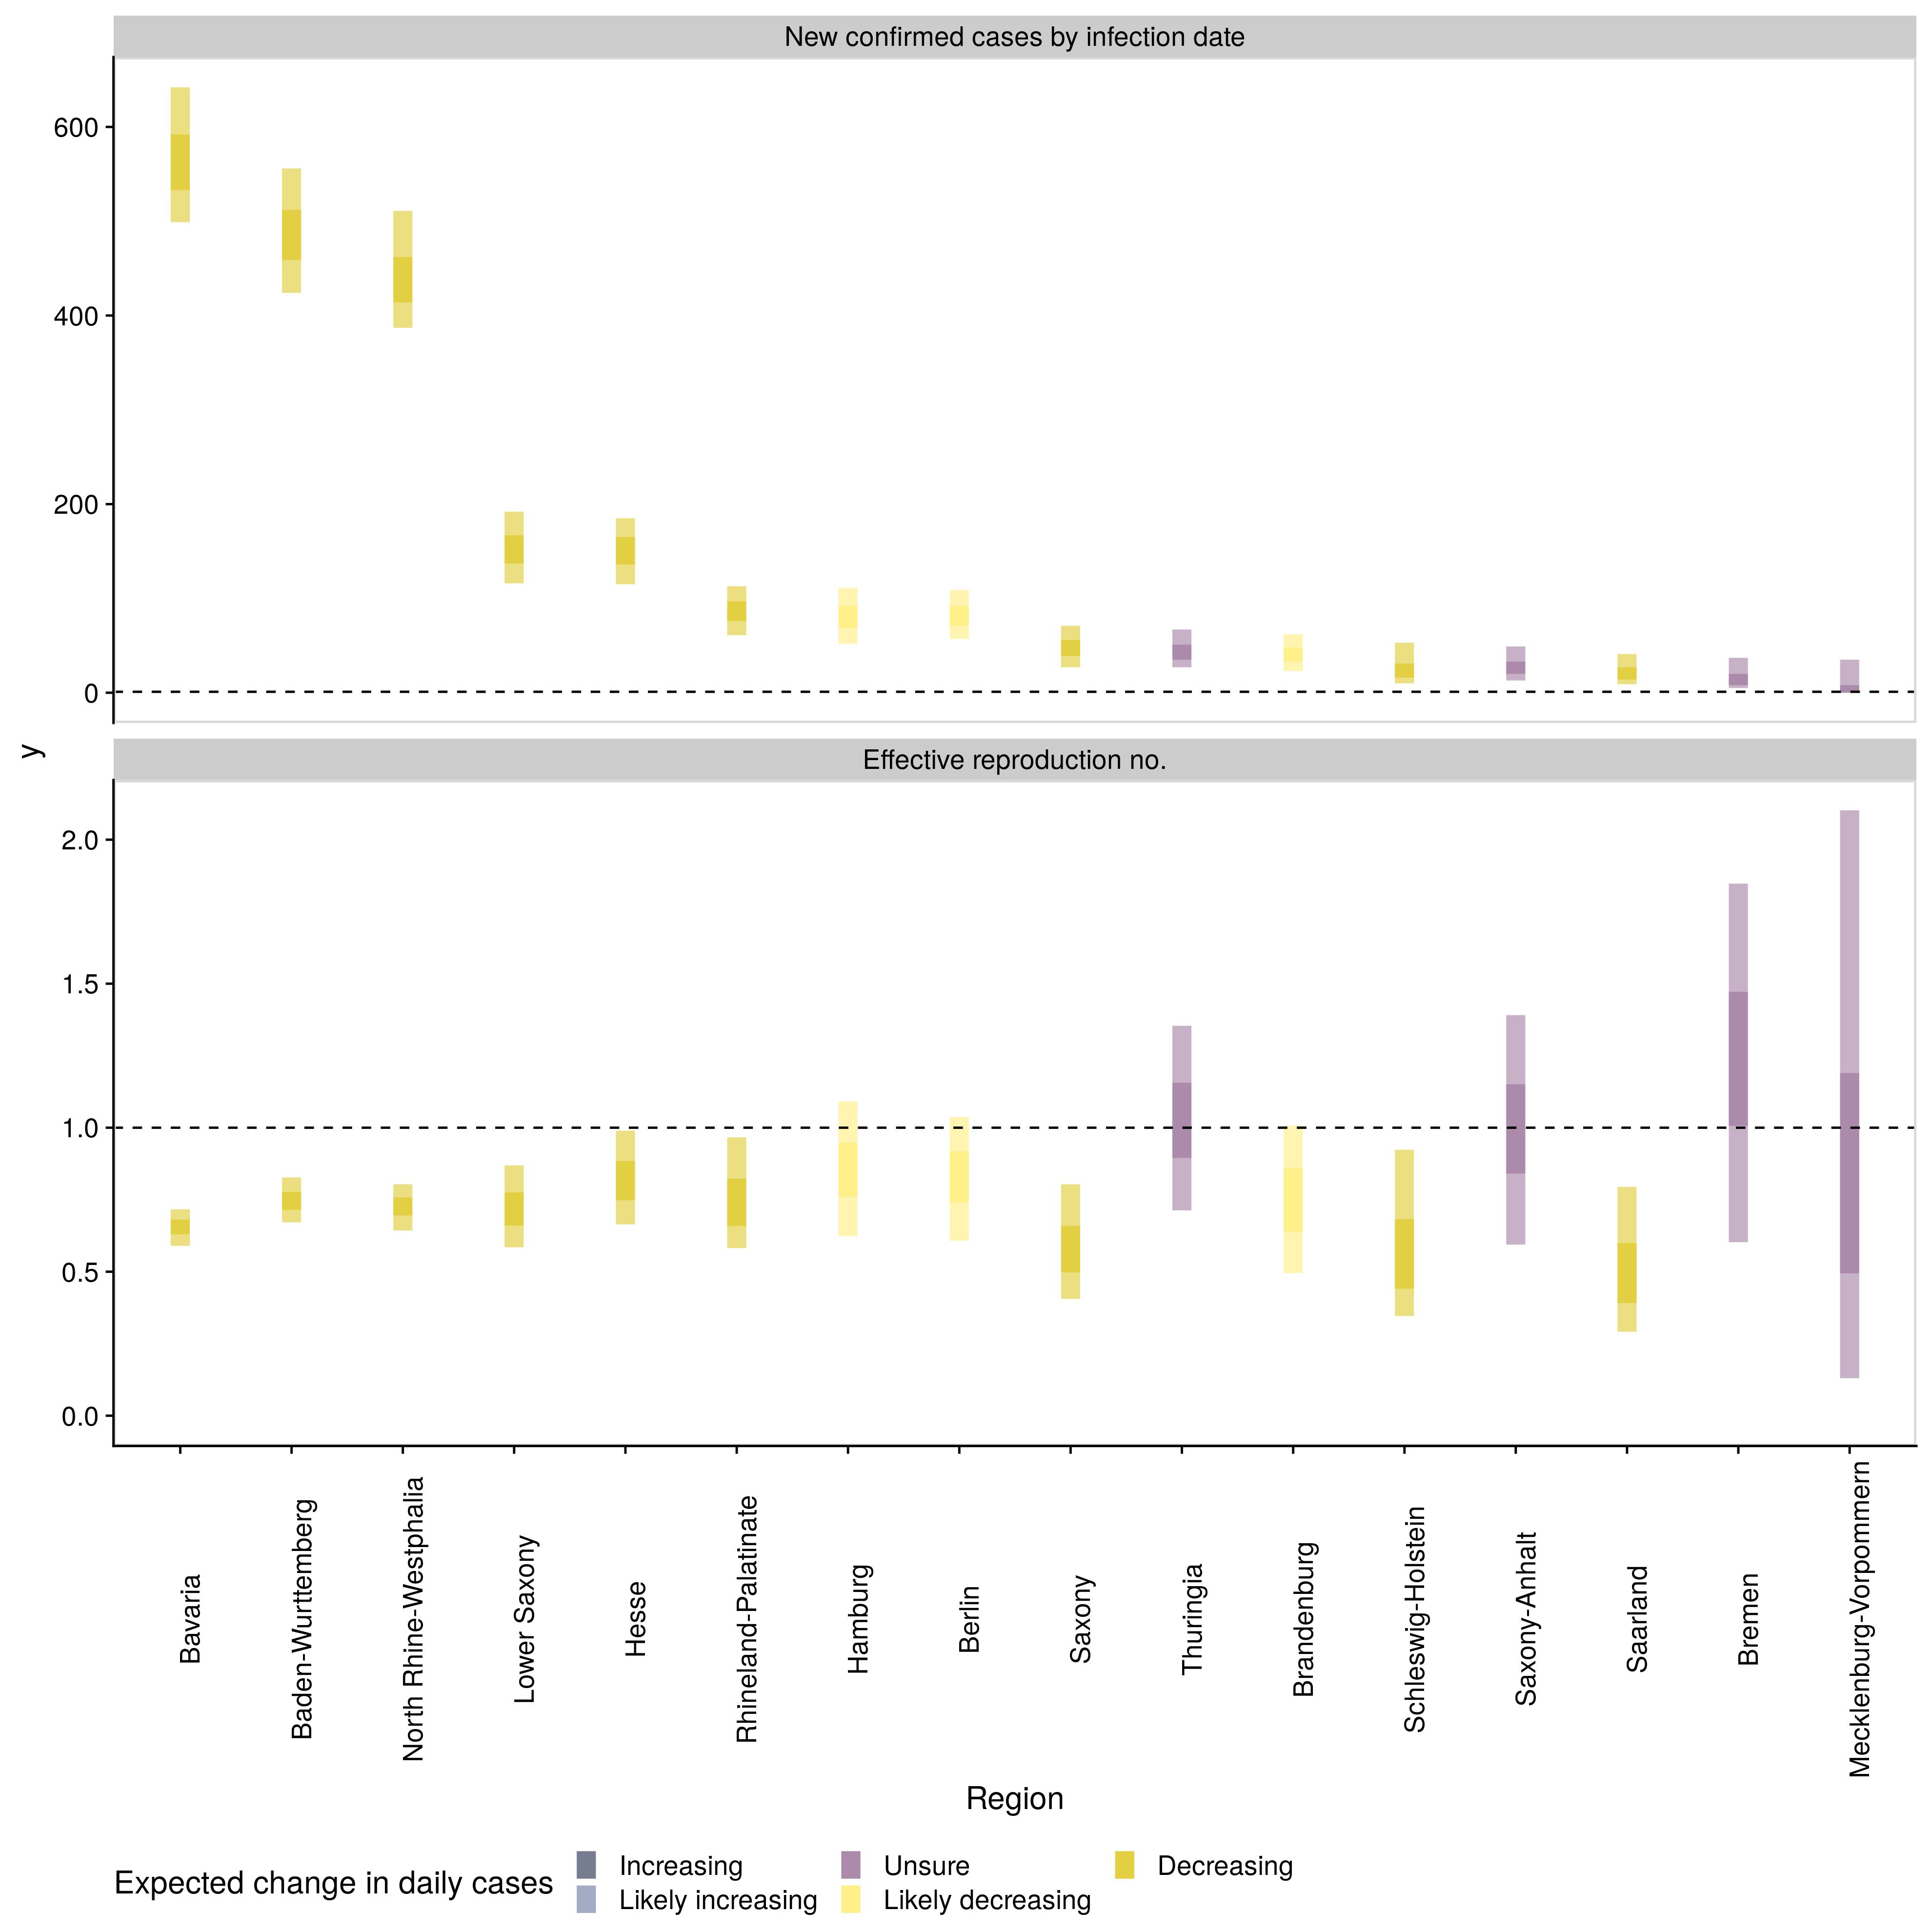 New confirmed cases by infection date
600
400
200
0
y
Effective reproduction no.
2.0
1.5
1.0
0.5
0.0
Bavaria
Baden-Wurttemberg
North Rhine-Westphalia
Lower Saxony
Hesse
Rhineland-Palatinate
Hamburg
Berlin
Saxony
Thuringia
Brandenburg
Schleswig-Holstein
Saxony-Anhalt
Saarland
Bremen
Mecklenburg-Vorpommern
Region
Expected change in daily cases
Increasing
Likely increasing
Unsure
Likely decreasing
Decreasing